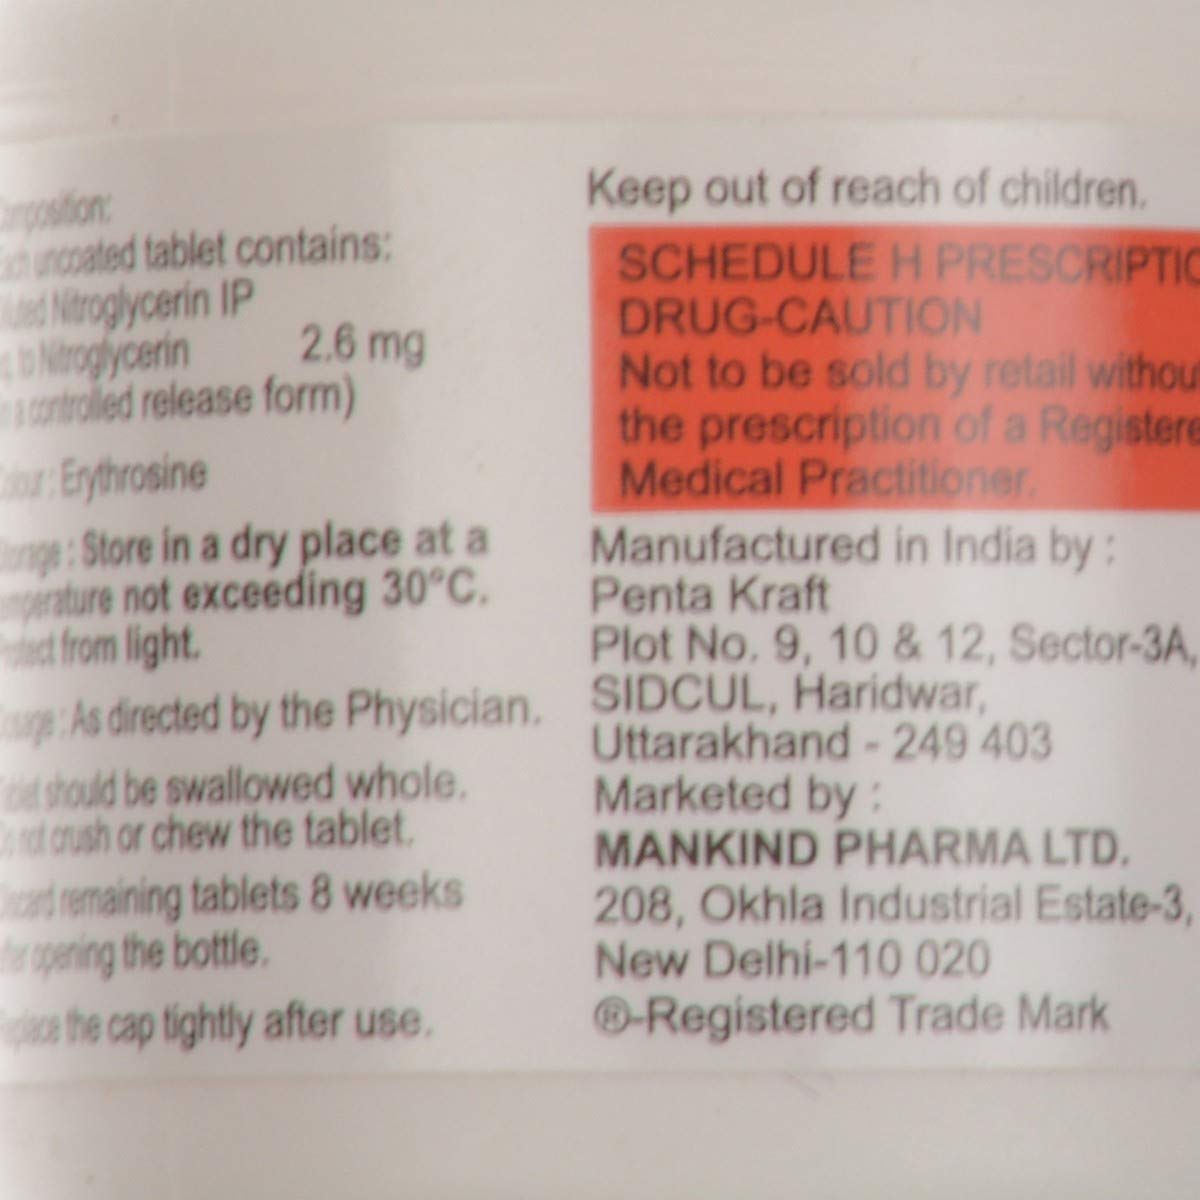 Composition:
Each uncoated tablet contains:
Diluted Nitroglycerin IP
eq. to Nitroglycerin 2.6 mg
(in a controlled release form)
Colour : Erythrosine
Storage : Store in a dry place at a
temperature not exceeding 30°C.
Protect from light.
Dosage : As directed by the Physician.
Tablet should be swallowed whole.
Do not crush or chew the tablet.
Discard remaining tablets 8 weeks
after opening the bottle.
Replace the cap tightly after use.
Keep out of reach of children.
SCHEDULE H PRESCRIPTIO
DRUG-CAUTION
Not to be sold by retail withou
the prescription of a Registere
Medical Practitioner.
Manufactured in India by :
Penta Kraft
Plot No. 9, 10 & 12, Sector-3A,
SIDCUL, Haridwar,
Uttarakhand - 249 403
Marketed by :
MANKIND PHARMA LTD.
208, Okhla Industrial Estate-3,
New Delhi-110 020
®-Registered Trade Mark